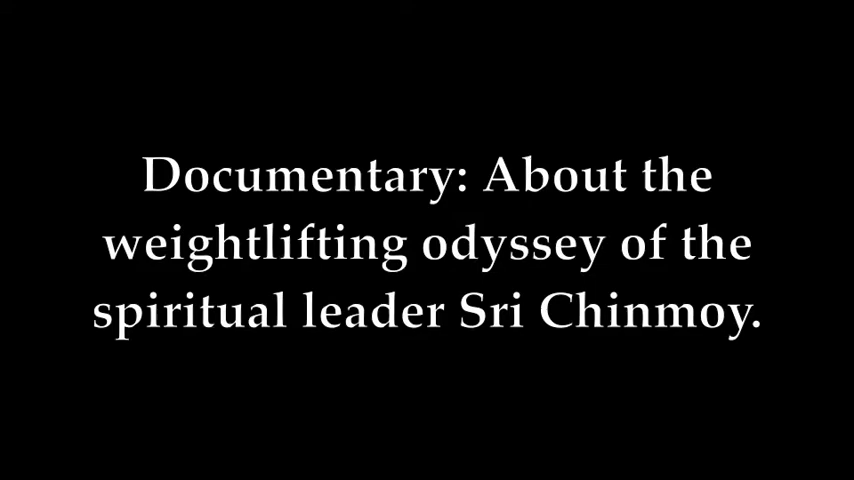 Documentary: About the
weightlifting odyssey of the
spiritual leader Sri Chinmoy.